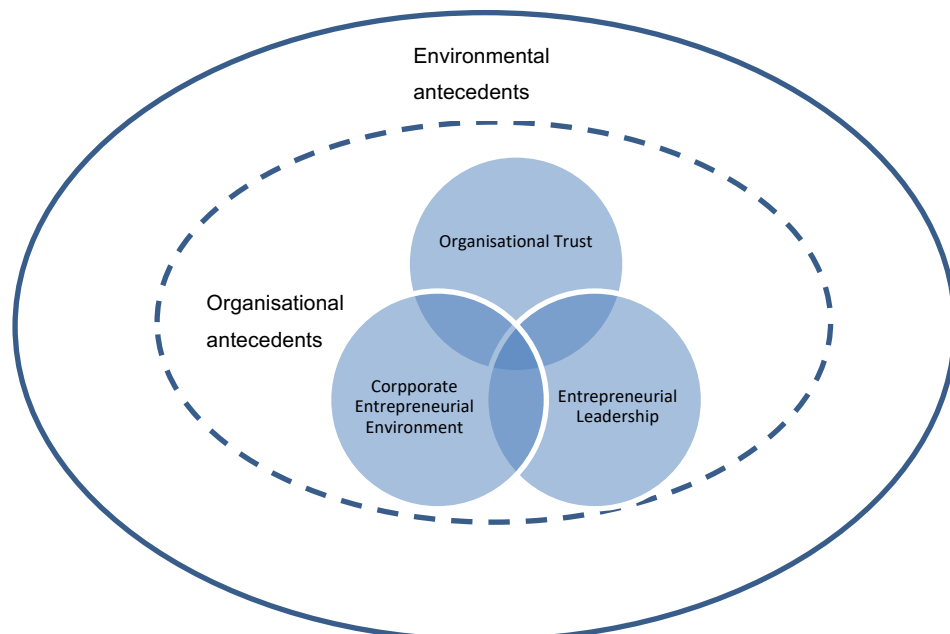 Environmental
antecedents
Organisational Trust
Organisational
antecedents
Corpporate
Entrepreneurial
Environment
Entrepreneurial
Leadership